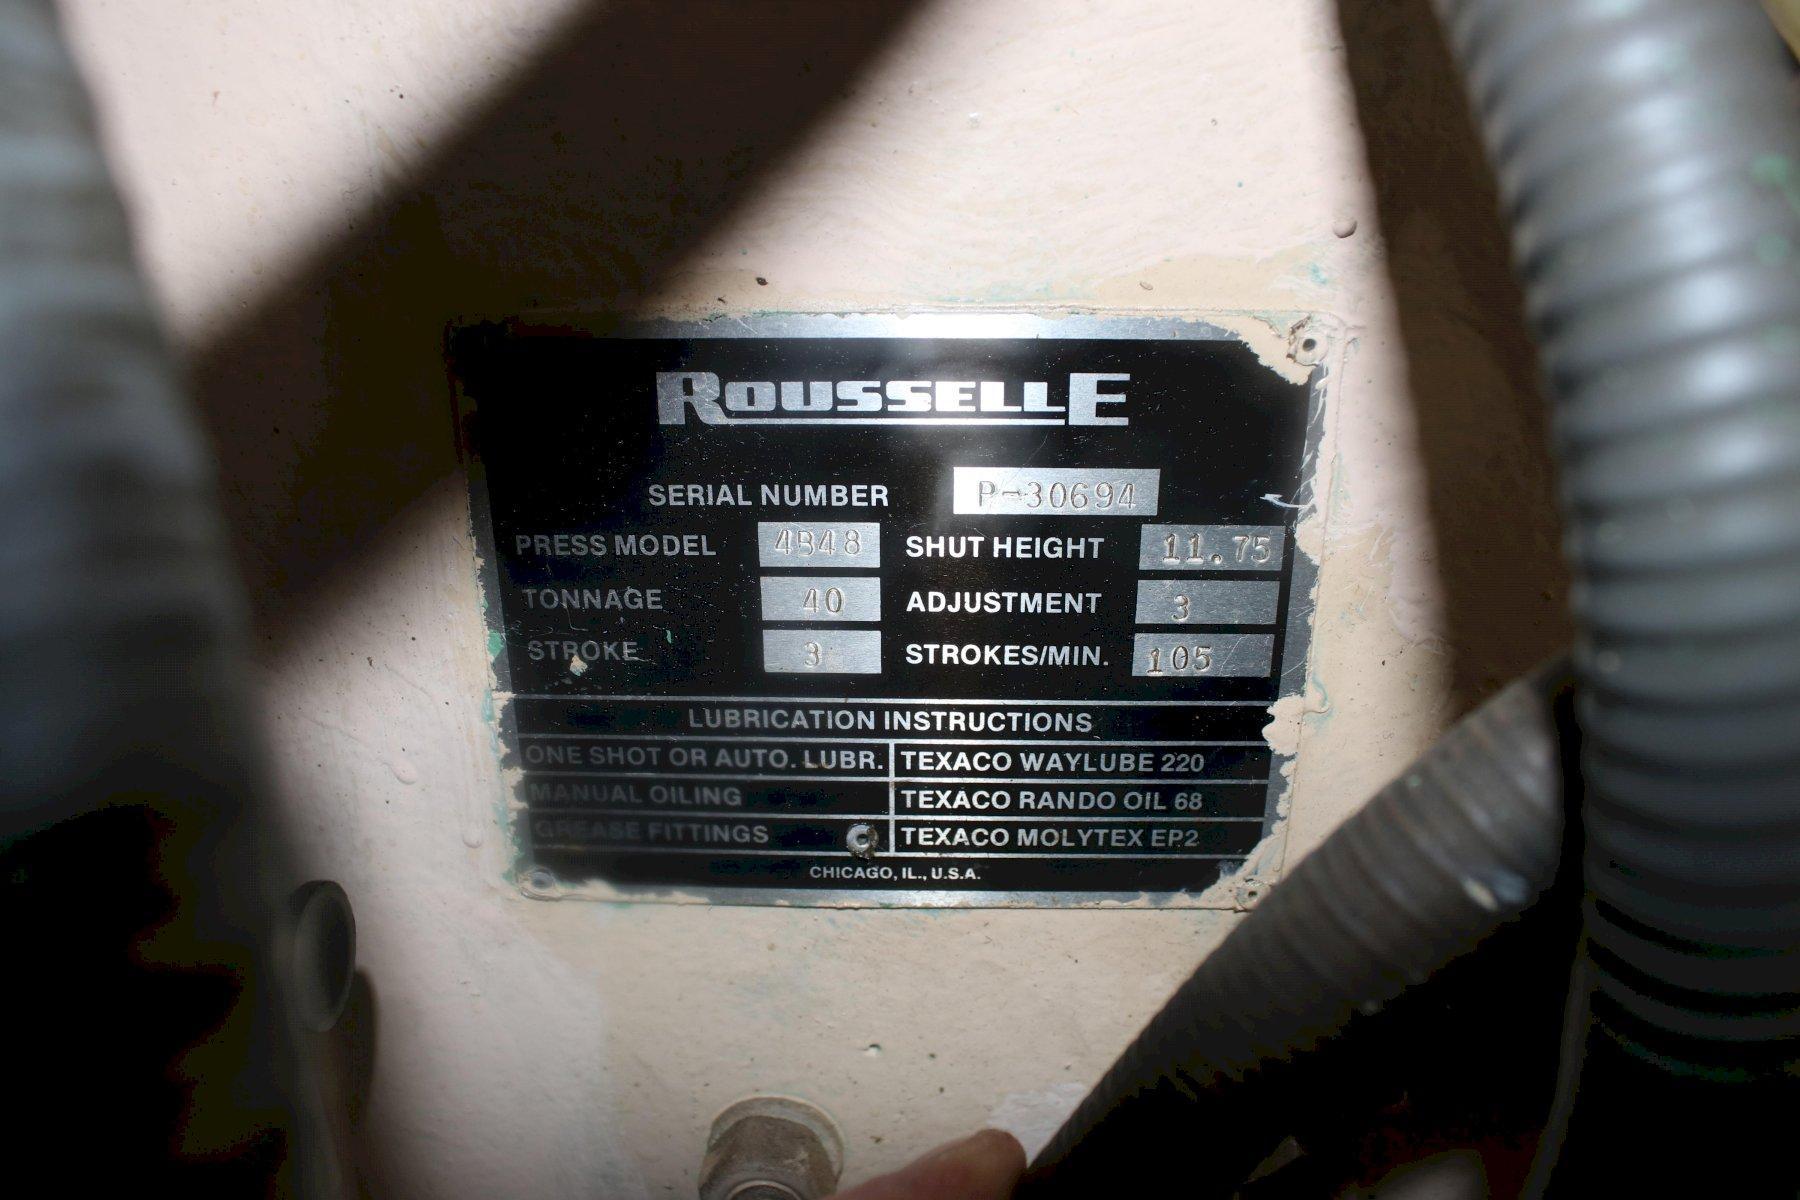 ROUSSELLE
SERIAL NUMBER P-30694
PRESS MODEL 4B48 SHUT HEIGHT 11.75
TONNAGE 40 ADJUSTMENT 3
STROKE 3 STROKES/MIN. 105
LUBRICATION INSTRUCTIONS
ONE SHOT OR AUTO. LUBR. TEXACO WAYLUBE 220
MANUAL OILING TEXACO RANDO OIL 68
GREASE FITTINGS TEXACO MOLYTEX EP.2
CHICAGO, IL., U.S.A.